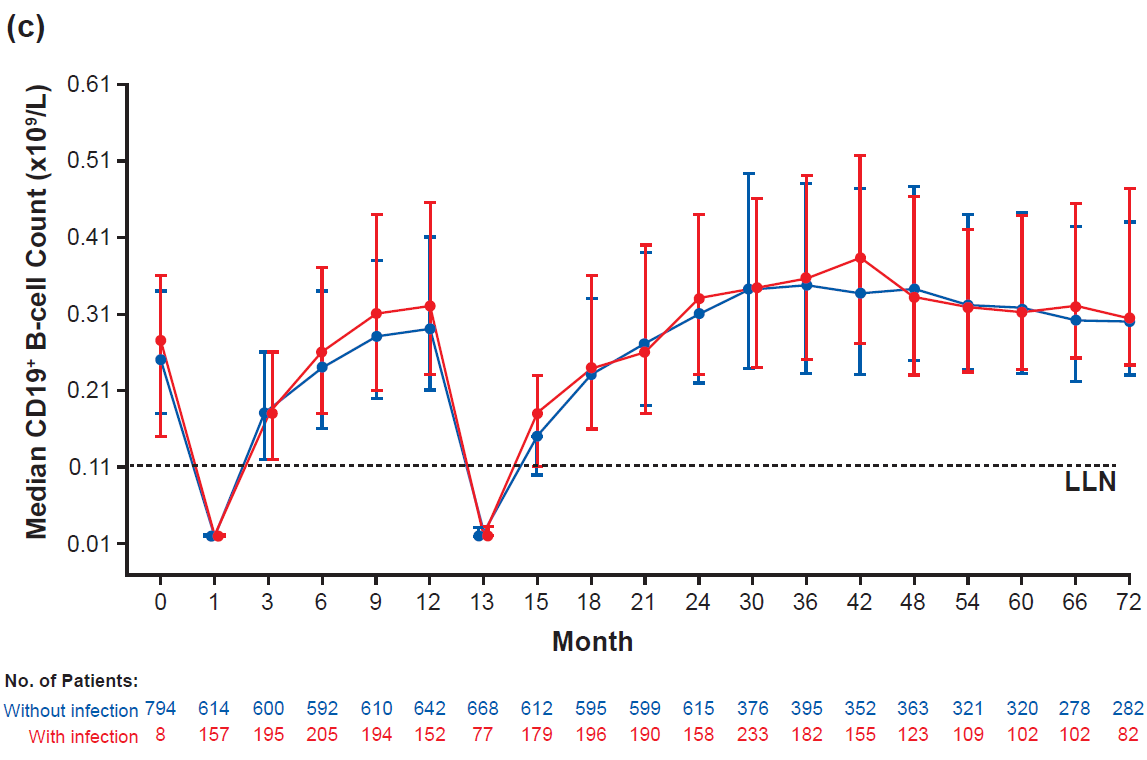 (c)
Median CD19⁺ B-cell Count (x10⁹/L)
0.61
0.51
0.41
0.31
0.21
0.11
0.01
LLN
0 1 3 6 9 12 13 15 18 21 24 30 36 42 48 54 60 66 72
Month
No. of Patients:
Without infection 794 614 600 592 610 642 668 612 595 599 615 376 395 352 363 321 320 278 282
With infection 8 157 195 205 194 152 77 179 196 190 158 233 182 155 123 109 102 102 82